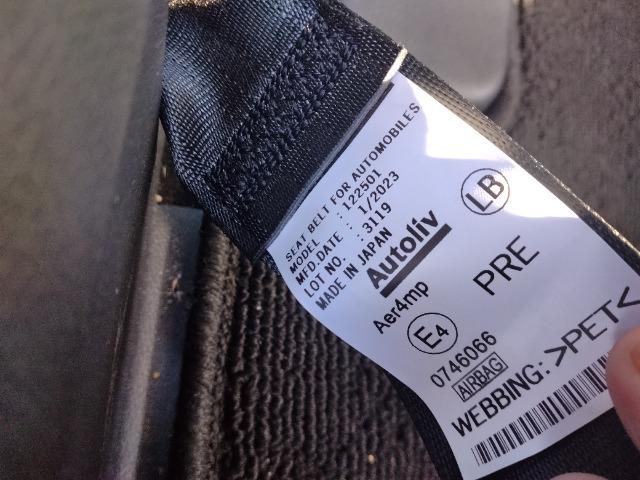 SEAT BELT FOR AUTOMOBILES
MODEL : 122501
MFD.DATE : 1/2023
LOT NO. : 3119
MADE IN JAPAN
Autoliv
LB
Aer4mp
PRE
E4
0746066
AIRBAG
WEBBING: >PET<